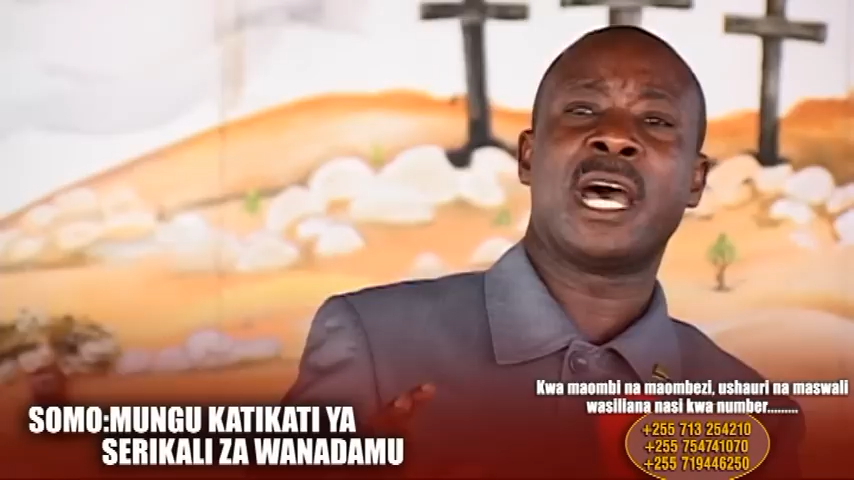 SOMO:MUNGU KATIKATI YA
SERIKALI ZA WANADAMU
Kwa maombi na maombezi, ushauri na maswali
wasiliana nasi kwa number.........
+255 713 254210
+255 754741070
+255 719446250